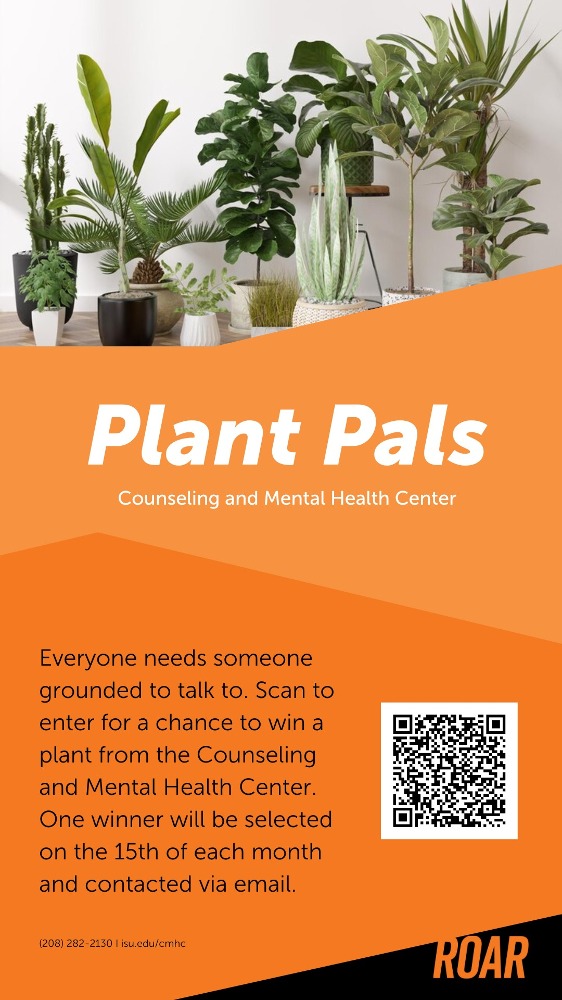 Plant Pals
Counseling and Mental Health Center
Everyone needs someone
grounded to talk to. Scan to
enter for a chance to win a
plant from the Counseling
and Mental Health Center.
One winner will be selected
on the 15th of each month
and contacted via email.
(208) 282-2130 | isu.edu/cmhc
ROAR